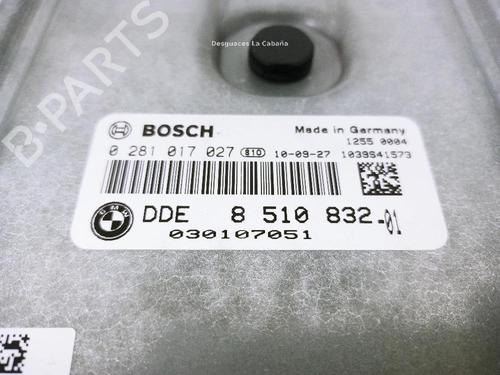 Desguaces La Cabaña
B-PARTS
BOSCH
Made in Germany
1255 0004
0 281 017 027 810 10-09-27 1039S41573
BMW
DDE 8 510 832-01
030107051